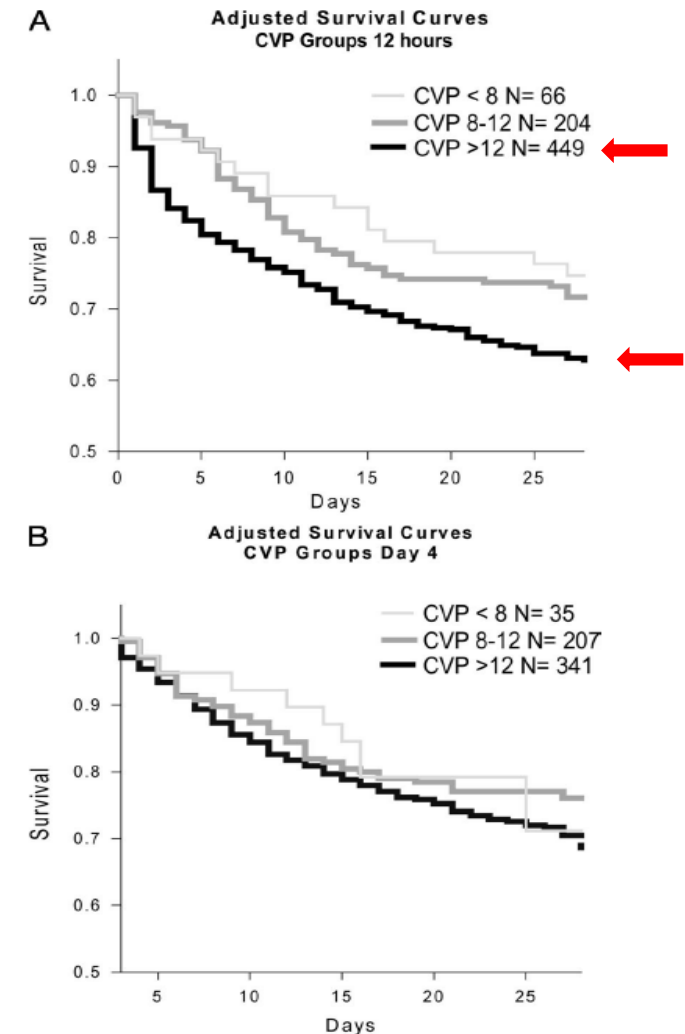 A
Adjusted Survival Curves
CVP Groups 12 hours
CVP < 8 N= 66
CVP 8-12 N= 204
CVP >12 N= 449
1.0
0.9
0.8
0.7
0.6
0.5
Survival
0 5 10 15 20 25
Days
B
Adjusted Survival Curves
CVP Groups Day 4
CVP < 8 N= 35
CVP 8-12 N= 207
CVP >12 N= 341
1.0
0.9
0.8
0.7
0.6
0.5
Survival
5 10 15 20 25
Days